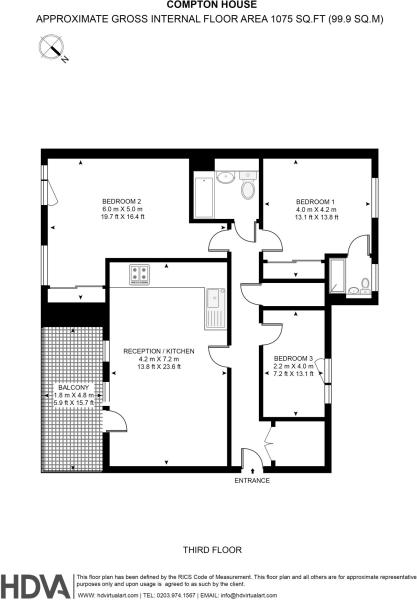 COMPTON HOUSE
APPROXIMATE GROSS INTERNAL FLOOR AREA 1075 SQ.FT (99.9 SQ.M)
N
BEDROOM 2
6.0 m X 5.0 m
19.7 ft X 16.4 ft
BEDROOM 1
4.0 m X 4.2 m
13.1 ft X 13.8 ft
RECEPTION / KITCHEN
4.2 m X 7.2 m
13.8 ft X 23.6 ft
BEDROOM 3
2.2 m X 4.0 m
7.2 ft X 13.1 ft
BALCONY
1.8 m X 4.8 m
5.9 ft X 15.7 ft
ENTRANCE
THIRD FLOOR
HDVA
This floor plan has been defined by the RICS Code of Measurement. This floor plan and all others are for approximate representative
purposes only and upon usage is agreed to as such by the client.
WWW: hdvirtualart.com | TEL: 0203.974.1567 | EMAIL: info@hdvirtualart.com